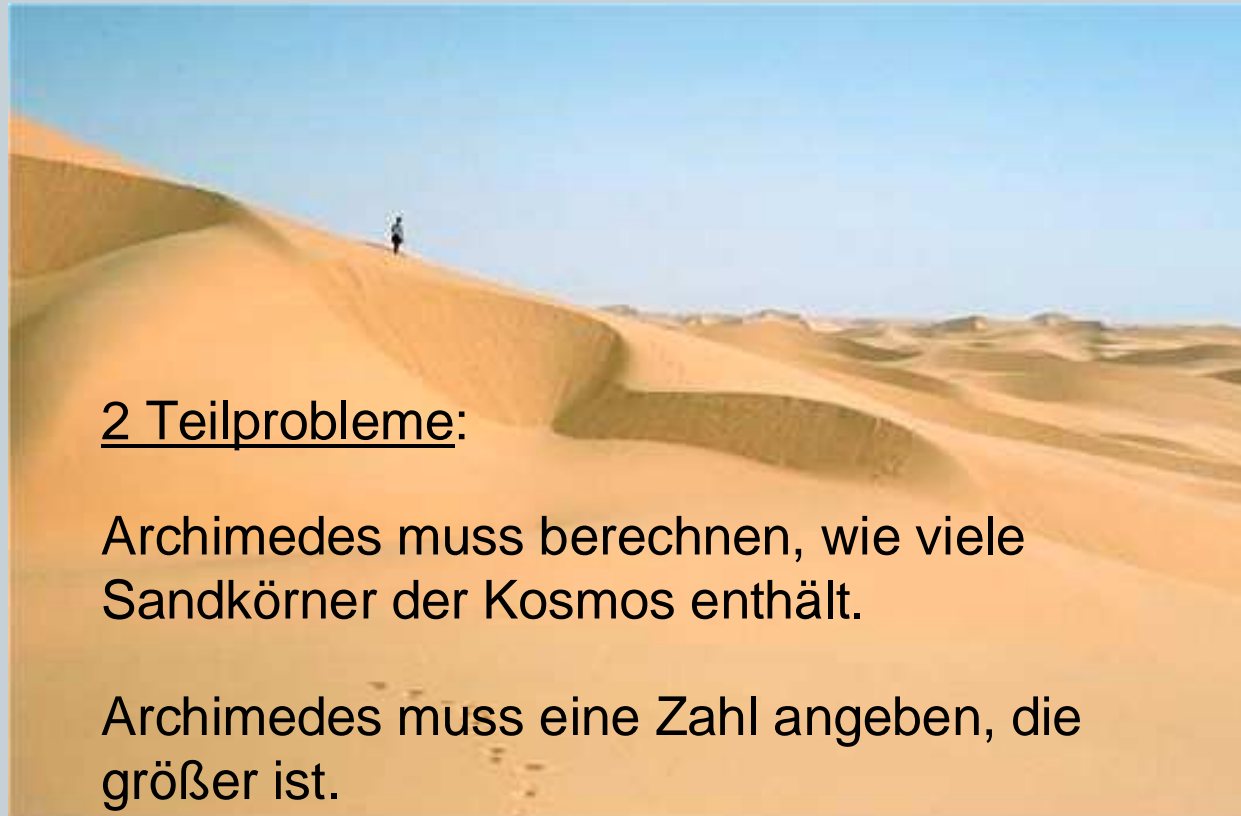 2 Teilprobleme:
Archimedes muss berechnen, wie viele
Sandkörner der Kosmos enthält.
Archimedes muss eine Zahl angeben, die
größer ist.